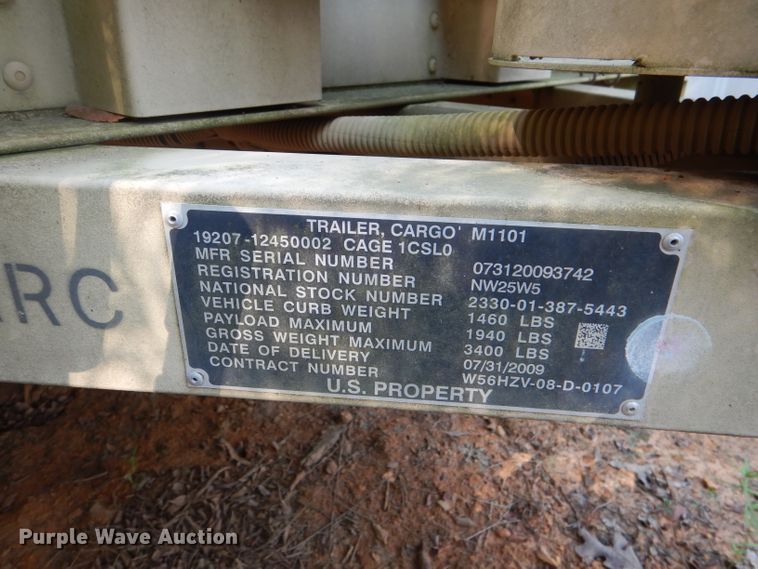 TRAILER, CARGO M1101
19207-12450002 CAGE 1CSL0
MFR SERIAL NUMBER 073120093742
REGISTRATION NUMBER NW25W5
NATIONAL STOCK NUMBER 2330-01-387-5443
VEHICLE CURB WEIGHT 1460 LBS
PAYLOAD MAXIMUM 1940 LBS
GROSS WEIGHT MAXIMUM 3400 LBS
DATE OF DELIVERY 07/31/2009
CONTRACT NUMBER W56HZV-08-D-0107
U.S. PROPERTY
RC
Purple Wave Auction